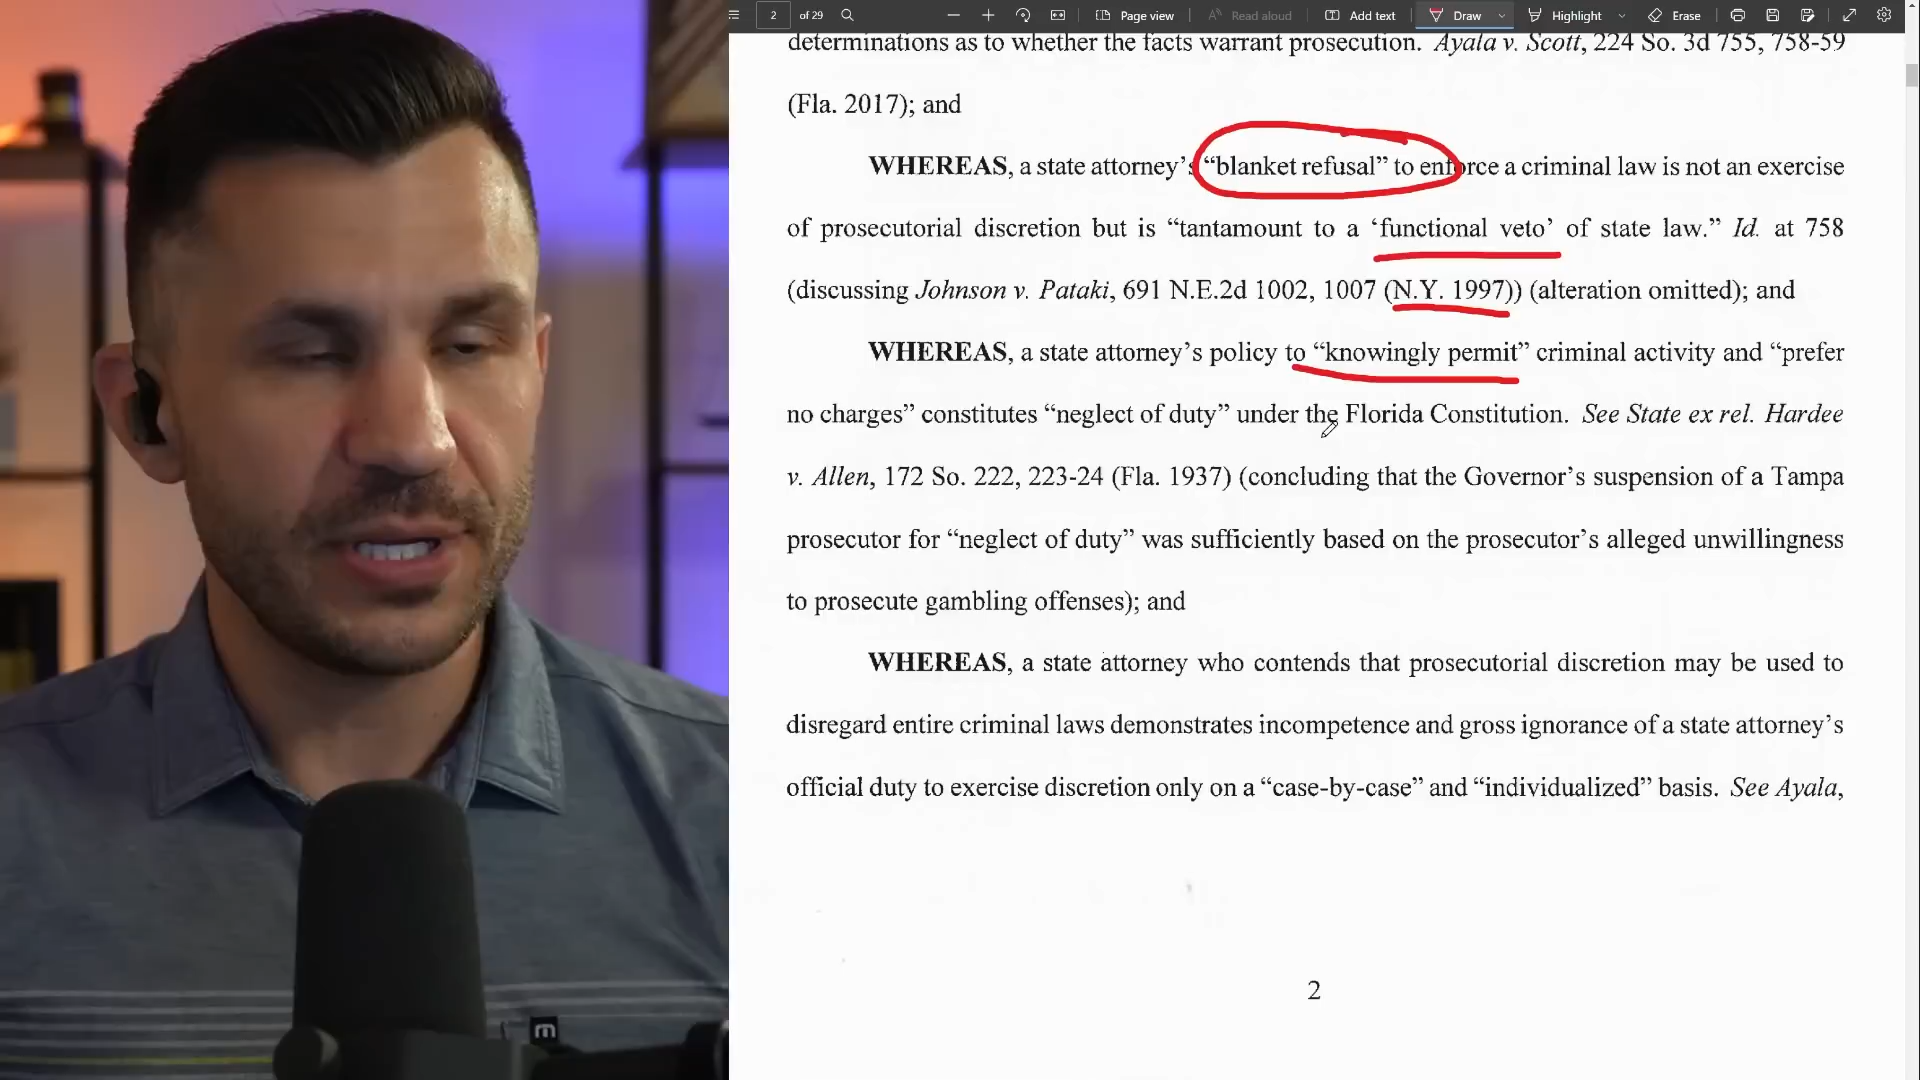 2 of 29 Page view Read aloud Add text Draw Highlight Erase
determinations as to whether the facts warrant prosecution. Ayala v. Scott, 224 So. 3d 755, 758-59
(Fla. 2017); and
WHEREAS, a state attorney’s “blanket refusal” to enforce a criminal law is not an exercise
of prosecutorial discretion but is “tantamount to a ‘functional veto’ of state law.” Id. at 758
(discussing Johnson v. Pataki, 691 N.E.2d 1002, 1007 (N.Y. 1997)) (alteration omitted); and
WHEREAS, a state attorney’s policy to “knowingly permit” criminal activity and “prefer
no charges” constitutes “neglect of duty” under the Florida Constitution. See State ex rel. Hardee
v. Allen, 172 So. 222, 223-24 (Fla. 1937) (concluding that the Governor’s suspension of a Tampa
prosecutor for “neglect of duty” was sufficiently based on the prosecutor’s alleged unwillingness
to prosecute gambling offenses); and
WHEREAS, a state attorney who contends that prosecutorial discretion may be used to
disregard entire criminal laws demonstrates incompetence and gross ignorance of a state attorney’s
official duty to exercise discretion only on a “case-by-case” and “individualized” basis. See Ayala,
2
m